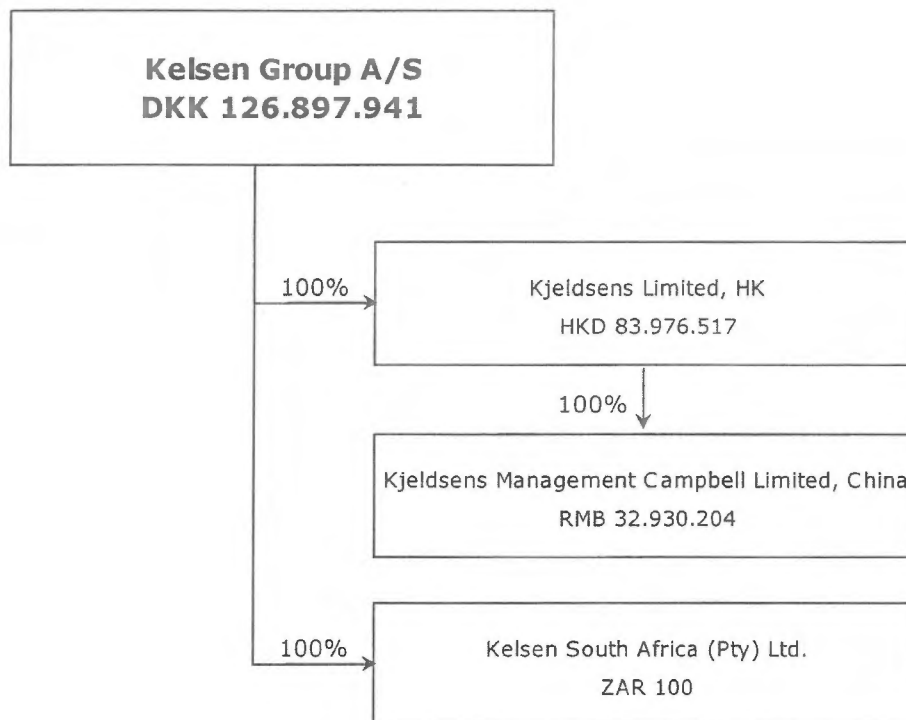 Kelsen Group A/S
DKK 126.897.941
100%
Kjeldsens Limited, HK
HKD 83.976.517
100%
Kjeldsens Management Campbell Limited, China
RMB 32.930.204
100%
Kelsen South Africa (Pty) Ltd.
ZAR 100